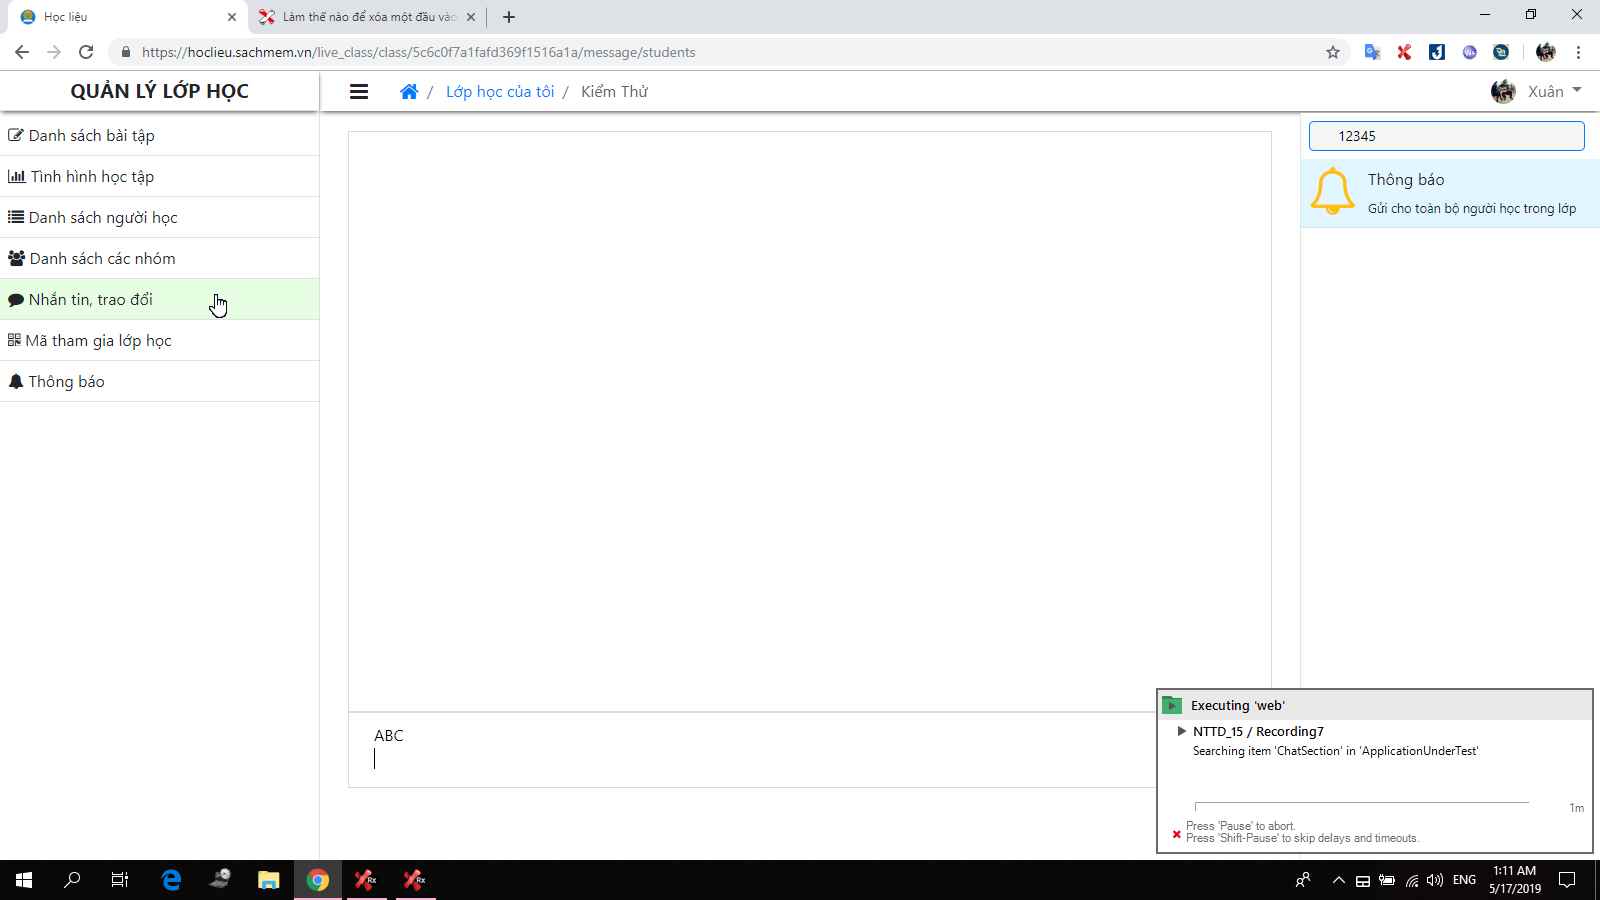 Học liệu
Làm thế nào để xóa một đầu vào
https://hoclieu.sachmem.vn/live_class/class/5c6c0f7a1fafd369f1516a1a/message/students
QUẢN LÝ LỚP HỌC
/ Lớp học của tôi / Kiểm Thử
Xuân
Danh sách bài tập
Tình hình học tập
Danh sách người học
Danh sách các nhóm
Nhắn tin, trao đổi
Mã tham gia lớp học
Thông báo
12345
Thông báo
Gửi cho toàn bộ người học trong lớp
ABC
Executing 'web'
NTTD_15 / Recording7
Searching item 'ChatSection' in 'ApplicationUnderTest'
1m
Press 'Pause' to abort.
Press 'Shift-Pause' to skip delays and timeouts.
ENG
1:11 AM
5/17/2019